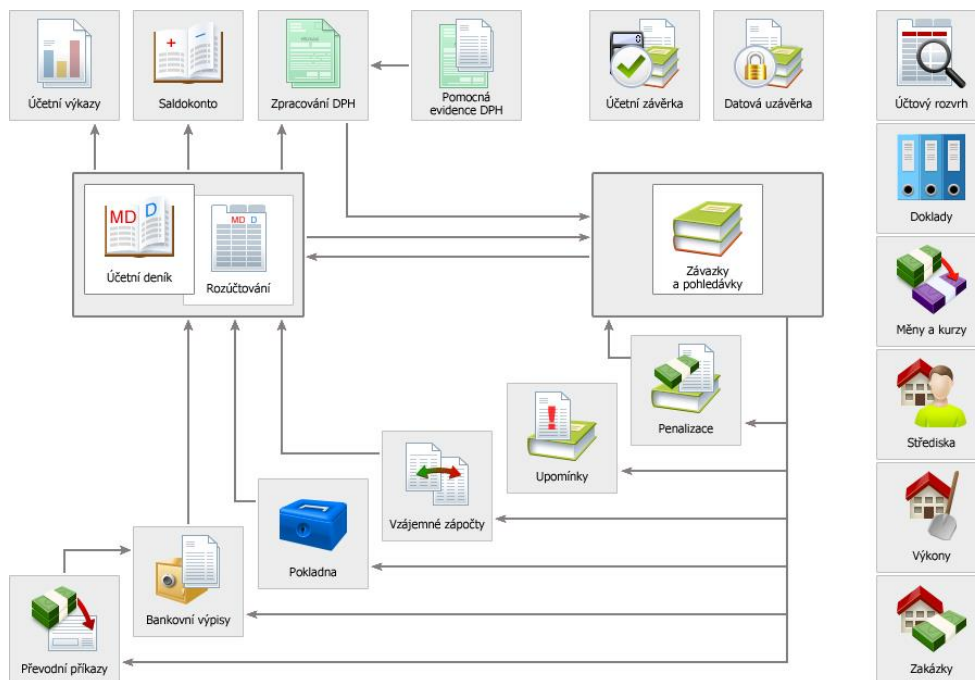 Účetní výkazy
Saldokonto
Zpracování DPH
Pomocná
evidence DPH
Účetní závěrka
Datová uzávěrka
Účtový rozvrh
Doklady
MD D
Účetní deník
MD D
Rozúčtování
Závazky
a pohledávky
Měny a kurzy
Penalizace
Střediska
Upomínky
Vzájemné zápočty
Výkony
Pokladna
Bankovní výpisy
Převodní příkazy
Zakázky